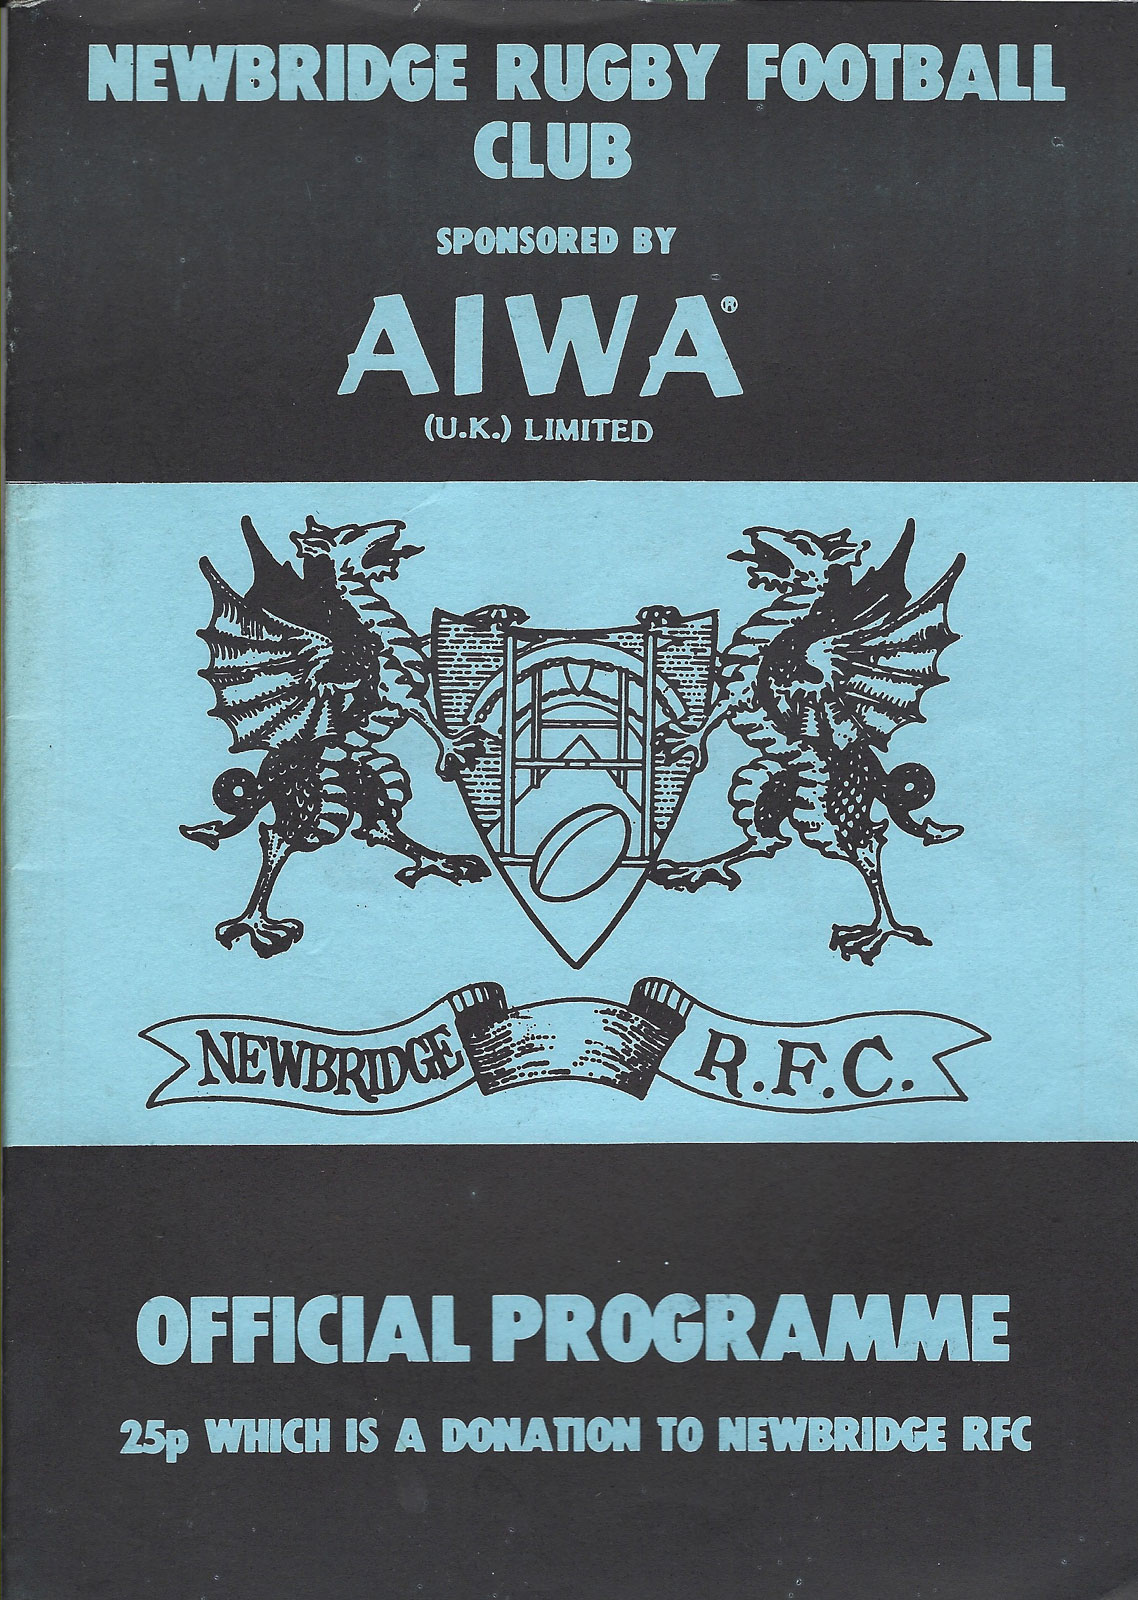 NEWBRIDGE RUGBY FOOTBALL
CLUB
SPONSORED BY
AIWA®
(U.K.) LIMITED
NEWBRIDGE R.F.C.
OFFICIAL PROGRAMME
25p WHICH IS A DONATION TO NEWBRIDGE RFC